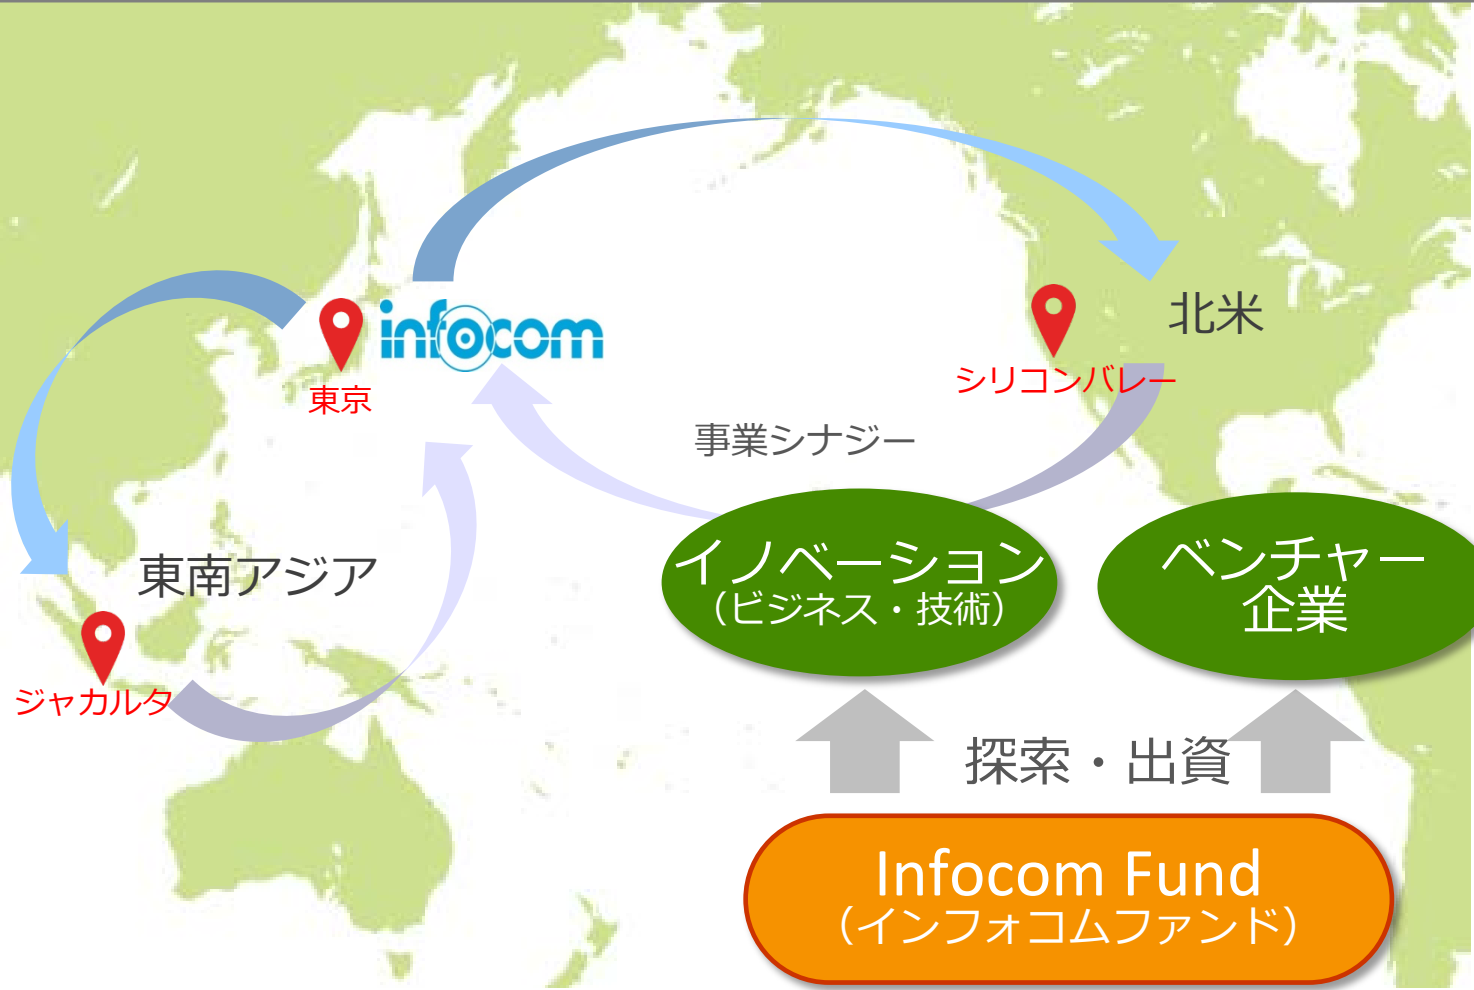 infocom
東京
北米
シリコンバレー
事業シナジー
東南アジア
ジャカルタ
イノベーション
（ビジネス・技術）
ベンチャー
企業
探索・出資
Infocom Fund
（インフォコムファンド）